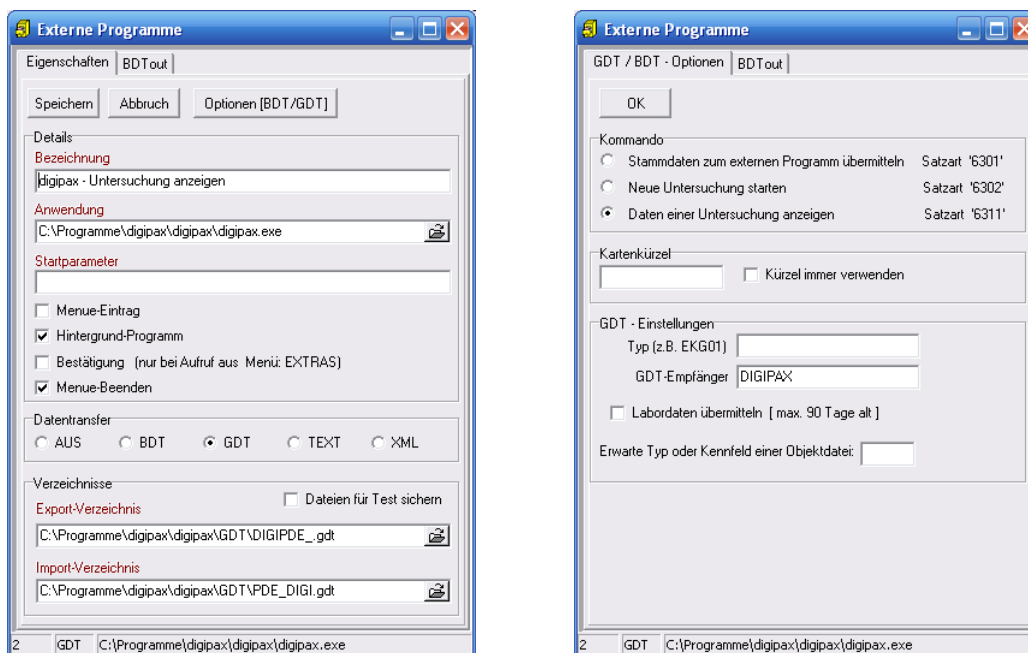 Externe Programme
Eigenschaften BDTout
Speichern Abbruch Optionen [BDT/GDT]
Details
Bezeichnung
digipax - Untersuchung anzeigen
Anwendung
C:\Programme\digipax\digipax\digipax.exe
Startparameter
Menue-Eintrag
Hintergrund-Programm
Bestätigung (nur bei Aufruf aus Menü: EXTRAS)
Menue-Beenden
Datentransfer
AUS BDT GDT TEXT XML
Verzeichnisse
Dateien für Test sichern
Export-Verzeichnis
C:\Programme\digipax\digipax\GDT\DIGIPDE_.gdt
Import-Verzeichnis
C:\Programme\digipax\digipax\GDT\PDE_DIGI.gdt
2 GDT C:\Programme\digipax\digipax\digipax.exe
Externe Programme
GDT / BDT - Optionen BDTout
OK
Kommando
Stammdaten zum externen Programm übermitteln Satzart '6301'
Neue Untersuchung starten Satzart '6302'
Daten einer Untersuchung anzeigen Satzart '6311'
Kartenkürzel
Kürzel immer verwenden
GDT - Einstellungen
Typ (z.B. EKG01)
GDT-Empfänger DIGIPAX
Labordaten übermitteln [ max. 90 Tage alt ]
Erwarte Typ oder Kennfeld einer Objektdatei:
2 GDT C:\Programme\digipax\digipax\digipax.exe